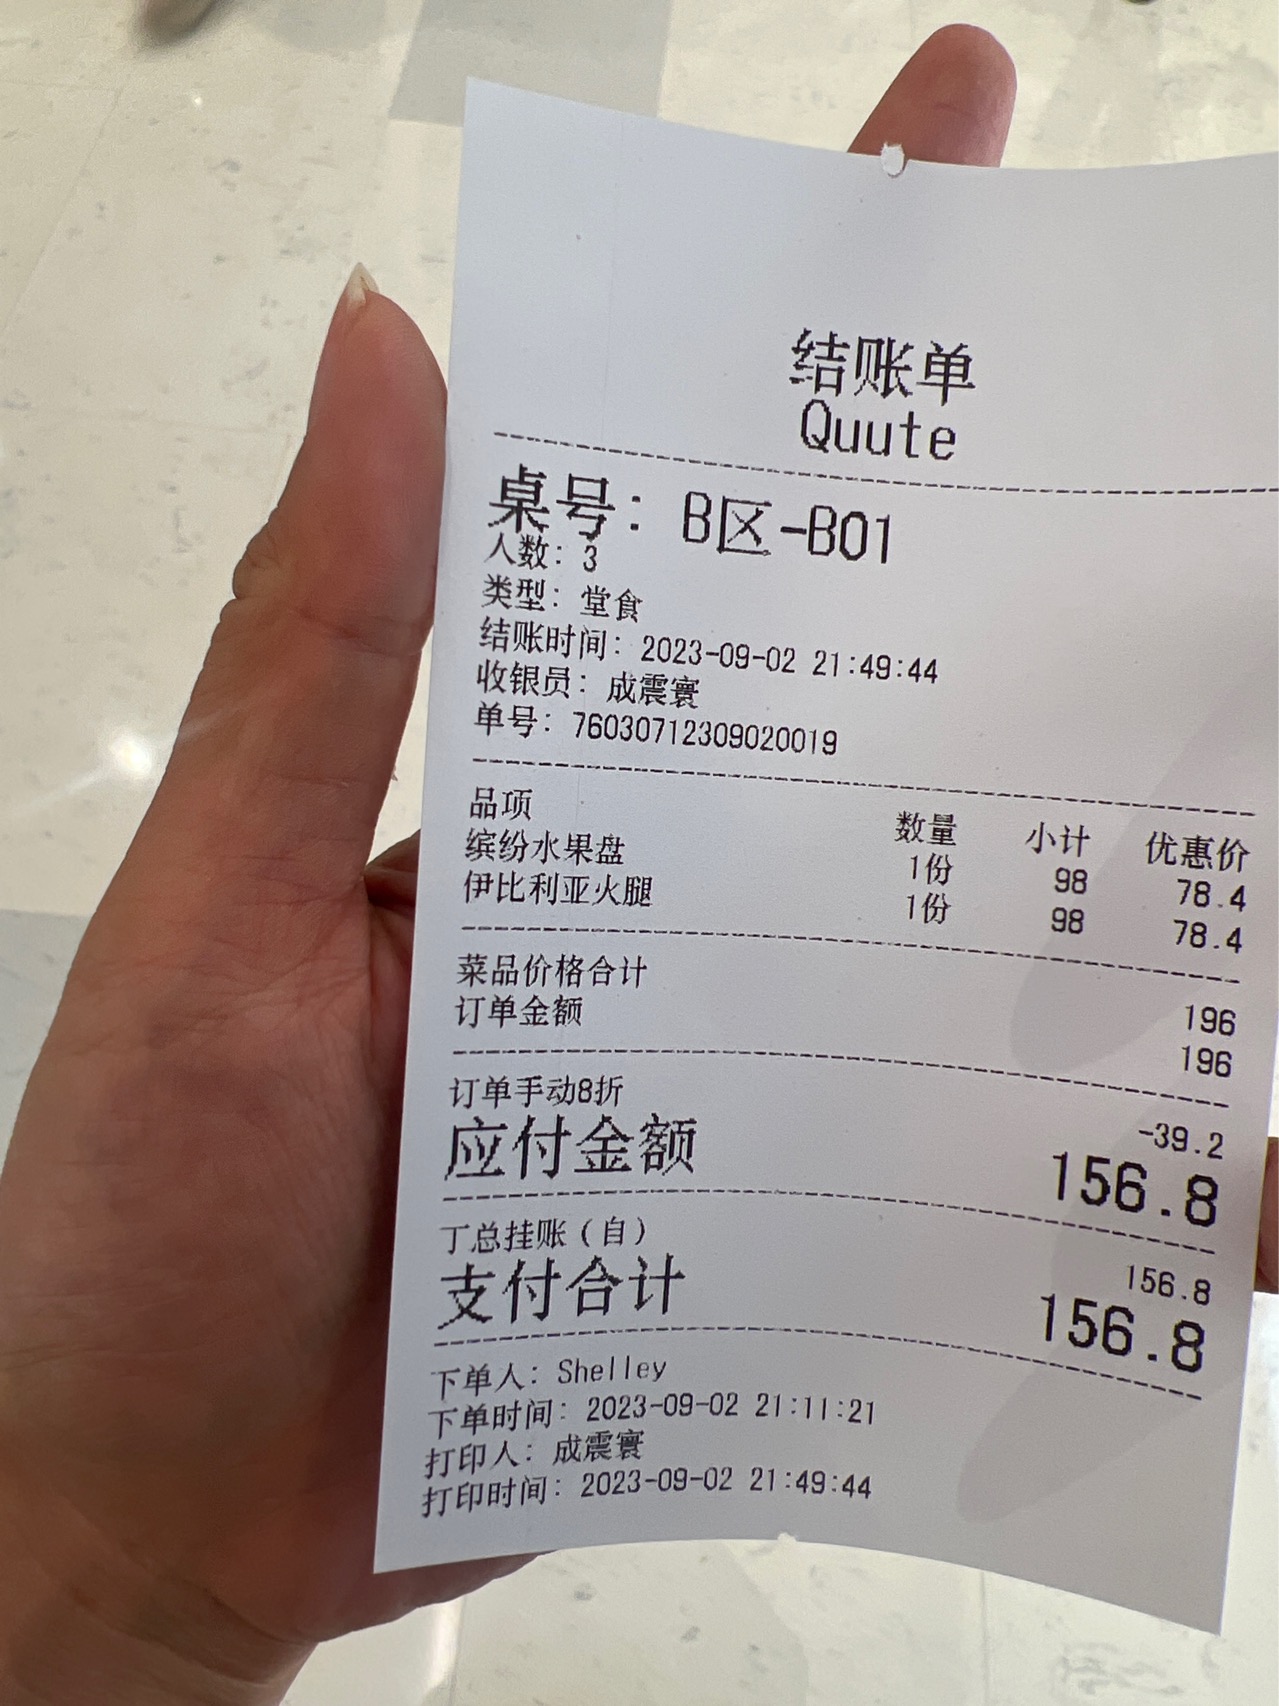 结账单
Quute
桌号: B区-B01
人数: 3
类型: 堂食
结账时间: 2023-09-02 21:49:44
收银员: 成震寰
单号: 76030712309020019
品项 数量 小计 优惠价
缤纷水果盘 1份 98 78.4
伊比利亚火腿 1份 98 78.4
菜品价格合计 196
订单金额 196
订单手动8折 -39.2
应付金额 156.8
丁总挂账(自) 156.8
支付合计 156.8
下单人: Shelley
下单时间: 2023-09-02 21:11:21
打印人: 成震寰
打印时间: 2023-09-02 21:49:44